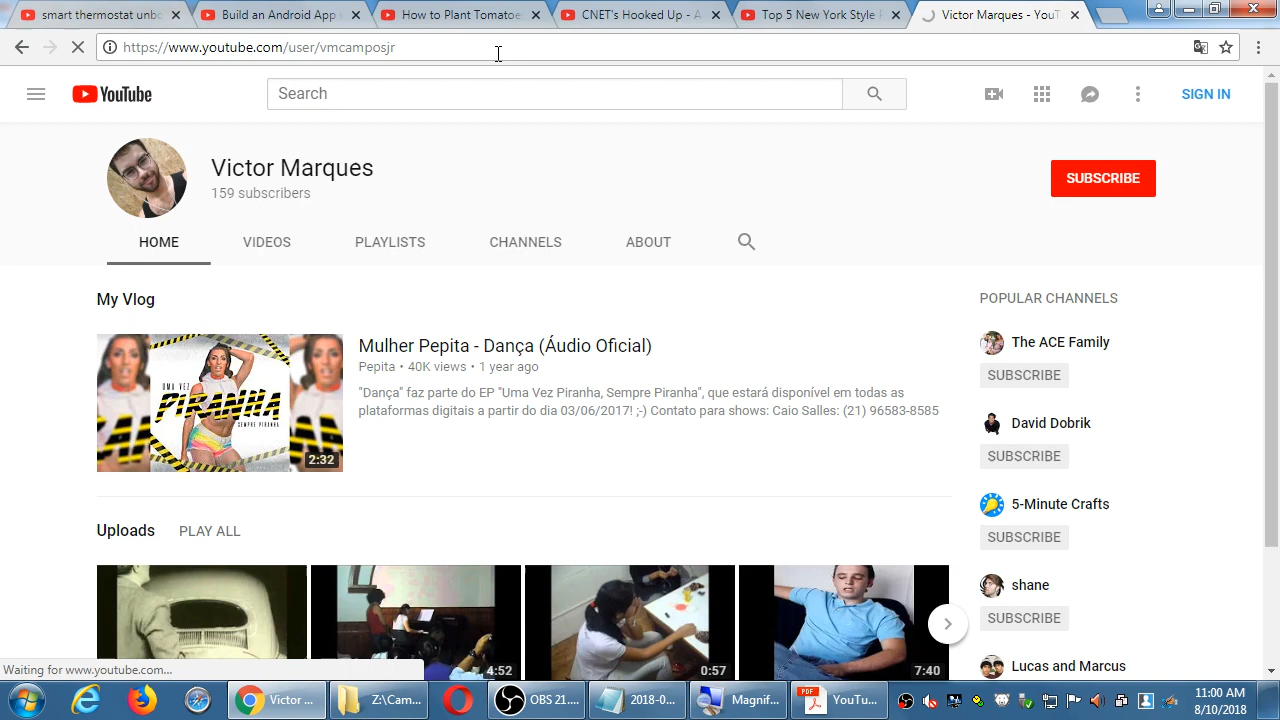 smart thermostat unbo
Build an Android App
How to Plant Tomatoe
CNET's Hooked Up - A
Top 5 New York Style
Victor Marques - YouT
https://www.youtube.com/user/vmcamposjr
YouTube
Search
SIGN IN
Victor Marques
159 subscribers
SUBSCRIBE
HOME
VIDEOS
PLAYLISTS
CHANNELS
ABOUT
My Vlog
UMA VEZ
PIRANHA
SEMPRE PIRANHA
2:32
Mulher Pepita - Dança (Áudio Oficial)
Pepita • 40K views • 1 year ago
"Dança" faz parte do EP "Uma Vez Piranha, Sempre Piranha", que estará disponível em todas as
plataformas digitais a partir do dia 03/06/2017! ;-) Contato para shows: Caio Salles: (21) 96583-8585
POPULAR CHANNELS
The ACE Family
SUBSCRIBE
David Dobrik
SUBSCRIBE
5-Minute Crafts
SUBSCRIBE
shane
SUBSCRIBE
Lucas and Marcus
Uploads PLAY ALL
4:52
0:57
7:40
Waiting for www.youtube.com...
Victor ...
Z:\Cam...
OBS 21....
2018-0...
Magnif...
PDF
YouTu...
11:00 AM
8/10/2018